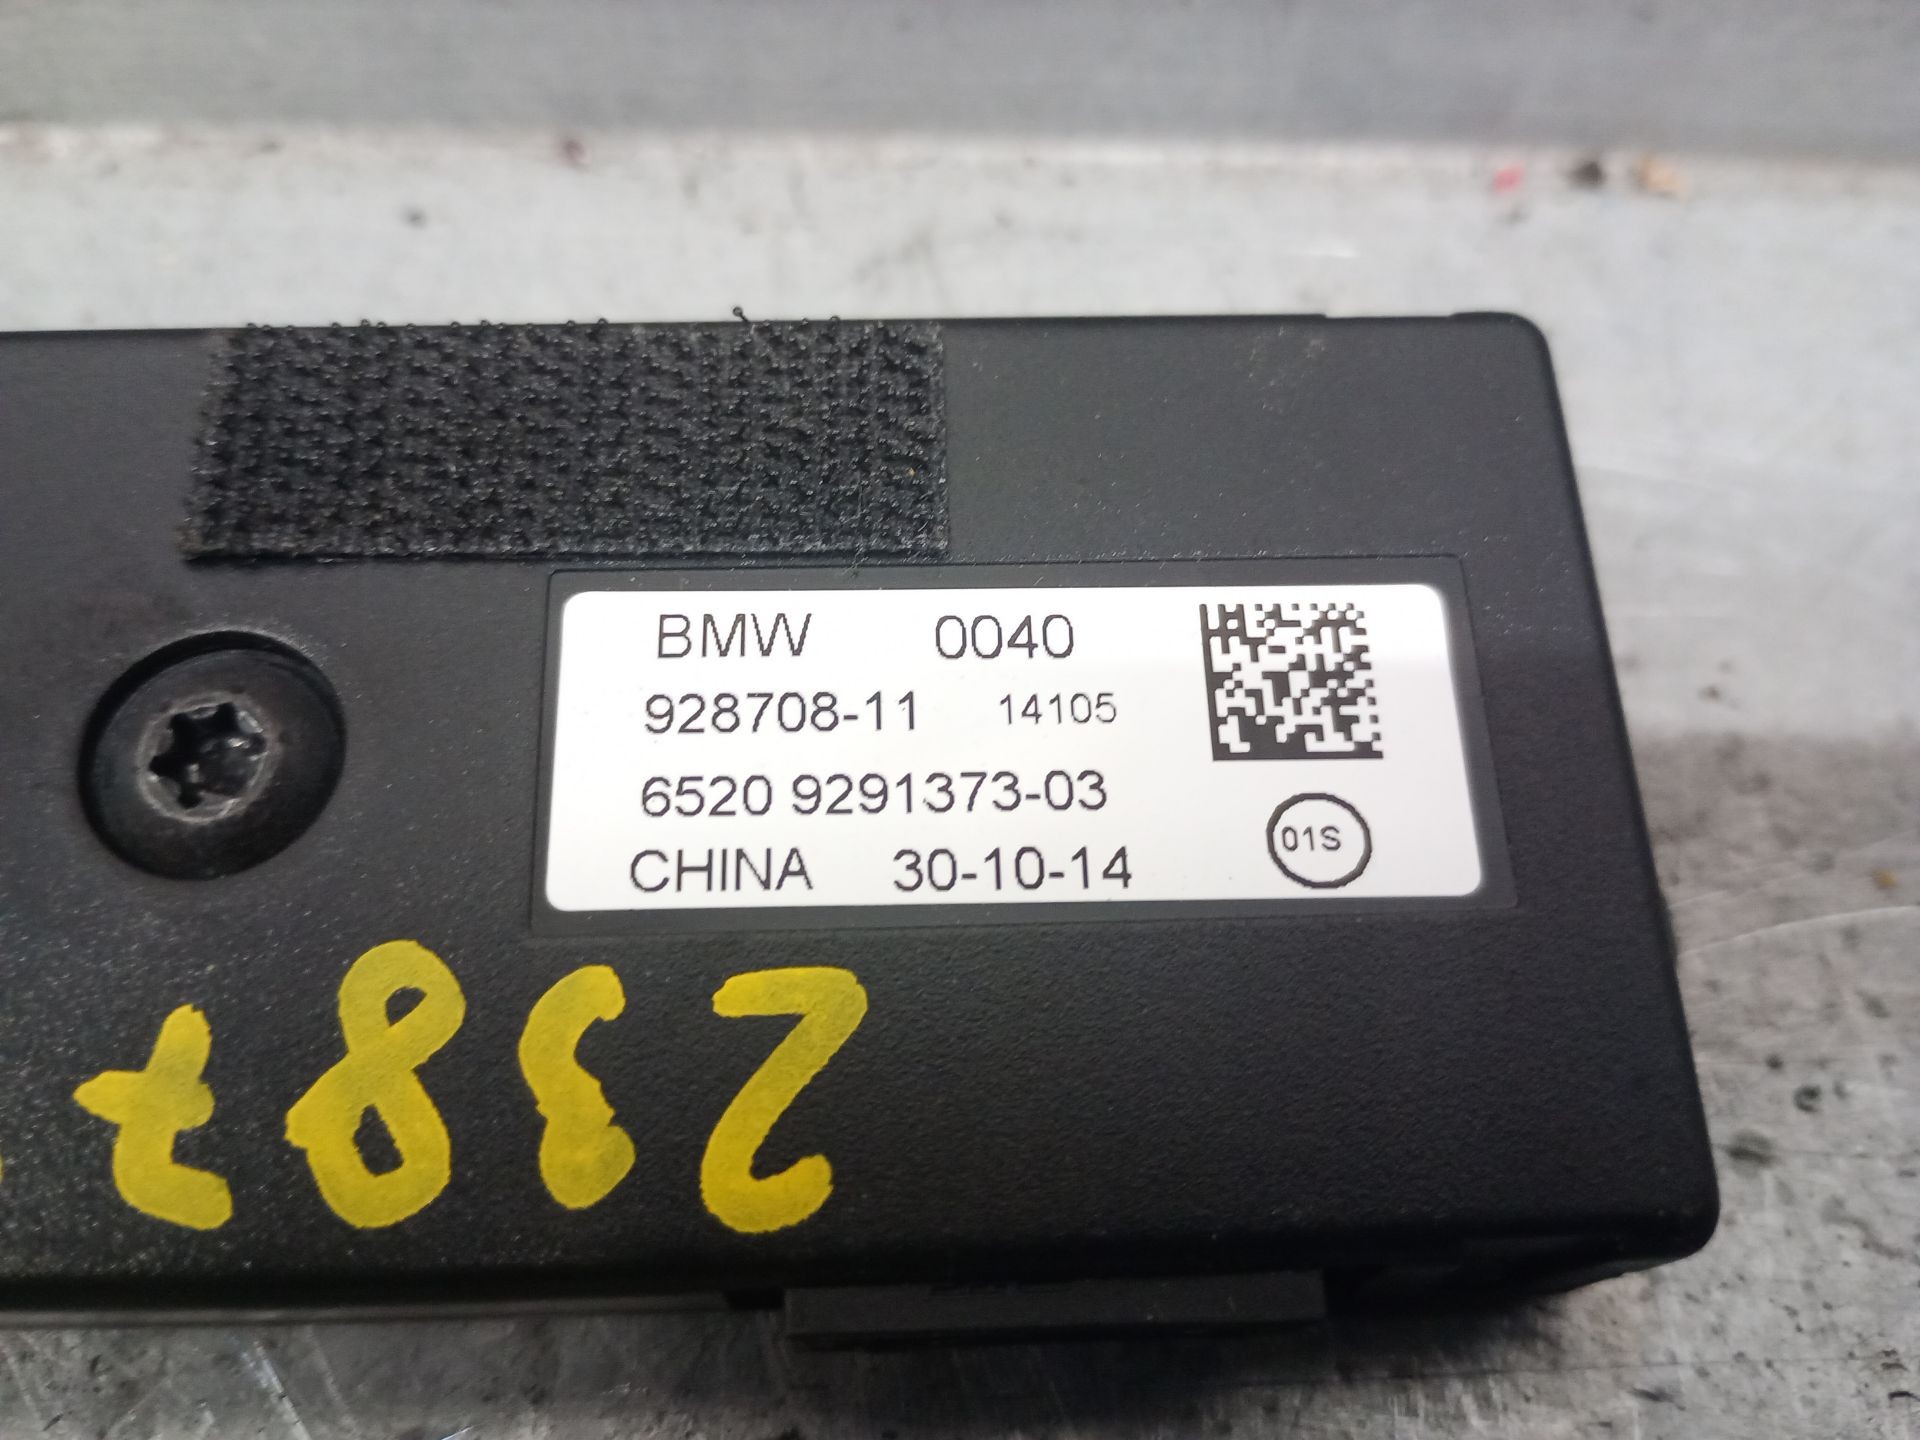 BMW 0040
928708-11 14105
6520 9291373-03
CHINA 30-10-14
01S
2387